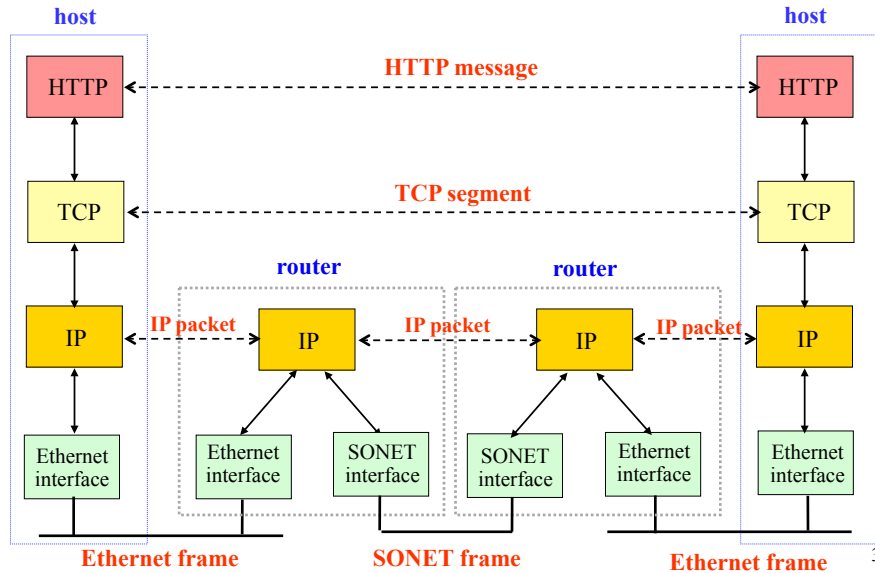 host
host
HTTP
HTTP message
HTTP
TCP
TCP segment
TCP
router
router
IP
IP packet
IP
IP packet
IP
IP packet
IP
Ethernet
interface
Ethernet
interface
SONET
interface
SONET
interface
Ethernet
interface
Ethernet
interface
Ethernet frame
SONET frame
Ethernet frame
3